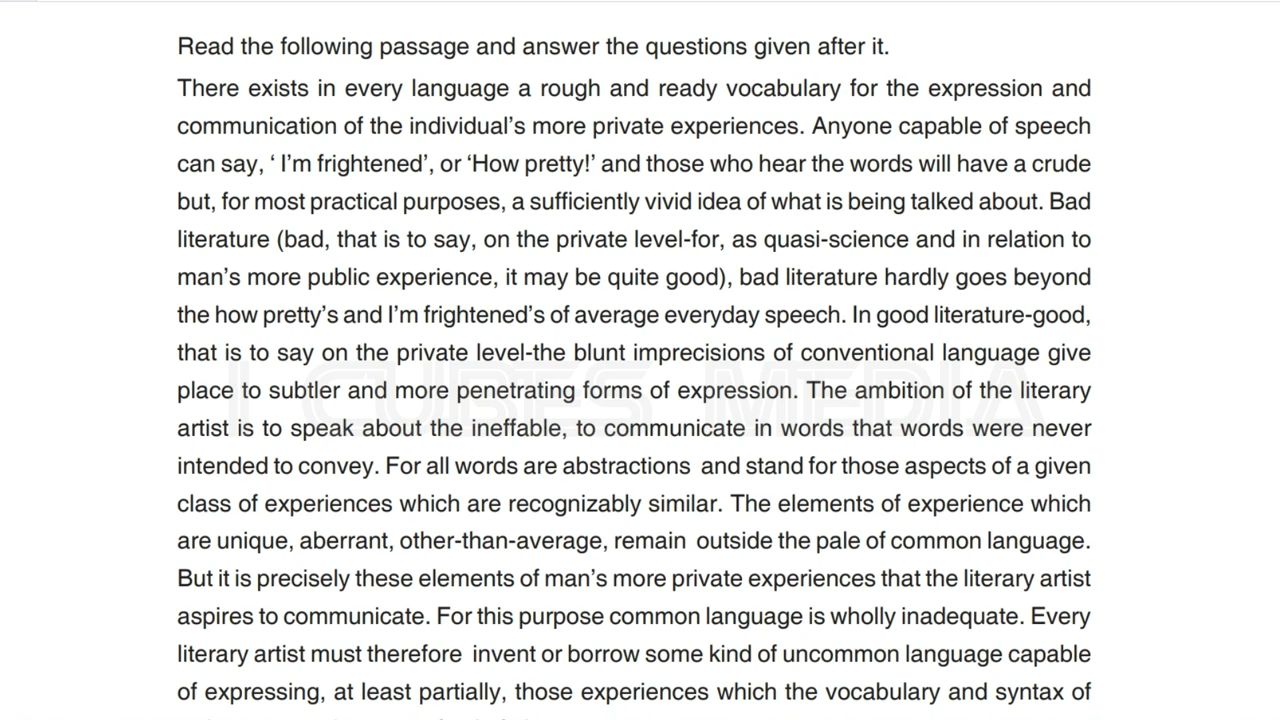 Read the following passage and answer the questions given after it.
There exists in every language a rough and ready vocabulary for the expression and
communication of the individual's more private experiences. Anyone capable of speech
can say, ‘ I'm frightened’, or ‘How pretty!’ and those who hear the words will have a crude
but, for most practical purposes, a sufficiently vivid idea of what is being talked about. Bad
literature (bad, that is to say, on the private level-for, as quasi-science and in relation to
man's more public experience, it may be quite good), bad literature hardly goes beyond
the how pretty's and I'm frightened's of average everyday speech. In good literature-good,
that is to say on the private level-the blunt imprecisions of conventional language give
place to subtler and more penetrating forms of expression. The ambition of the literary
artist is to speak about the ineffable, to communicate in words that words were never
intended to convey. For all words are abstractions and stand for those aspects of a given
class of experiences which are recognizably similar. The elements of experience which
are unique, aberrant, other-than-average, remain outside the pale of common language.
But it is precisely these elements of man's more private experiences that the literary artist
aspires to communicate. For this purpose common language is wholly inadequate. Every
literary artist must therefore invent or borrow some kind of uncommon language capable
of expressing, at least partially, those experiences which the vocabulary and syntax of
I CUBES MEDIA